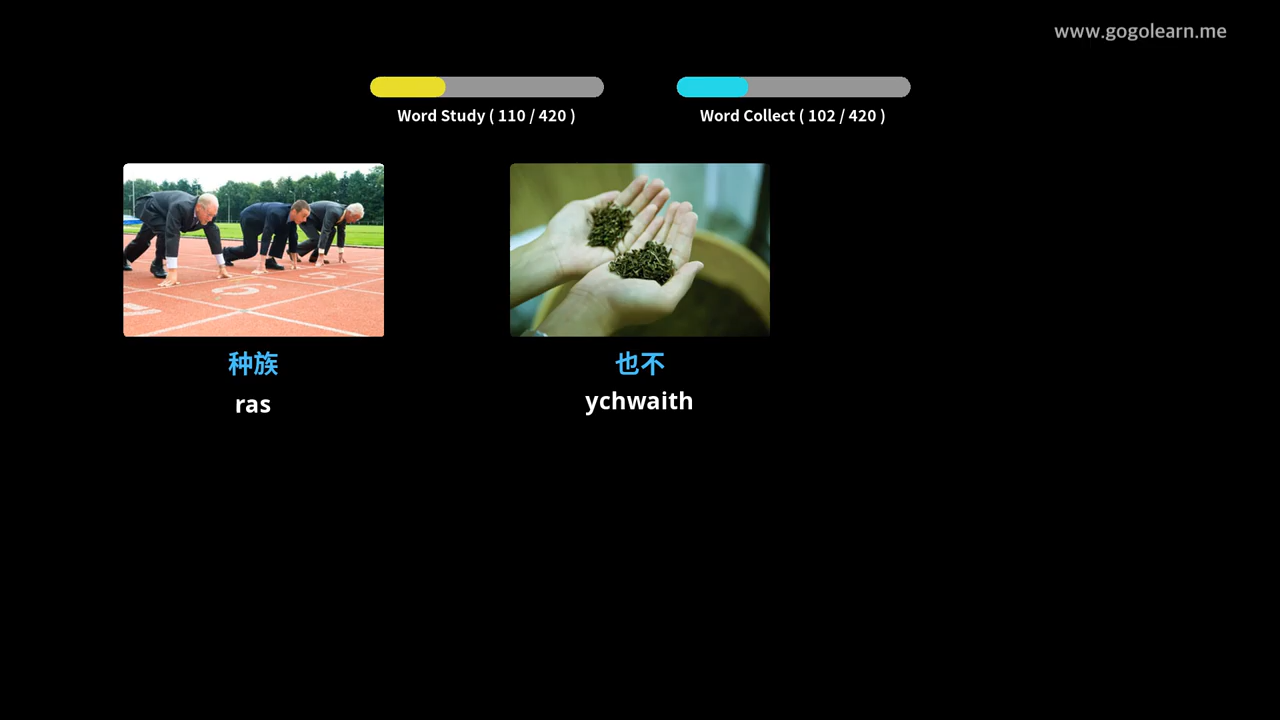 www.gogolearn.me
Word Study ( 110 / 420 )
Word Collect ( 102 / 420 )
种族
ras
也不
ychwaith